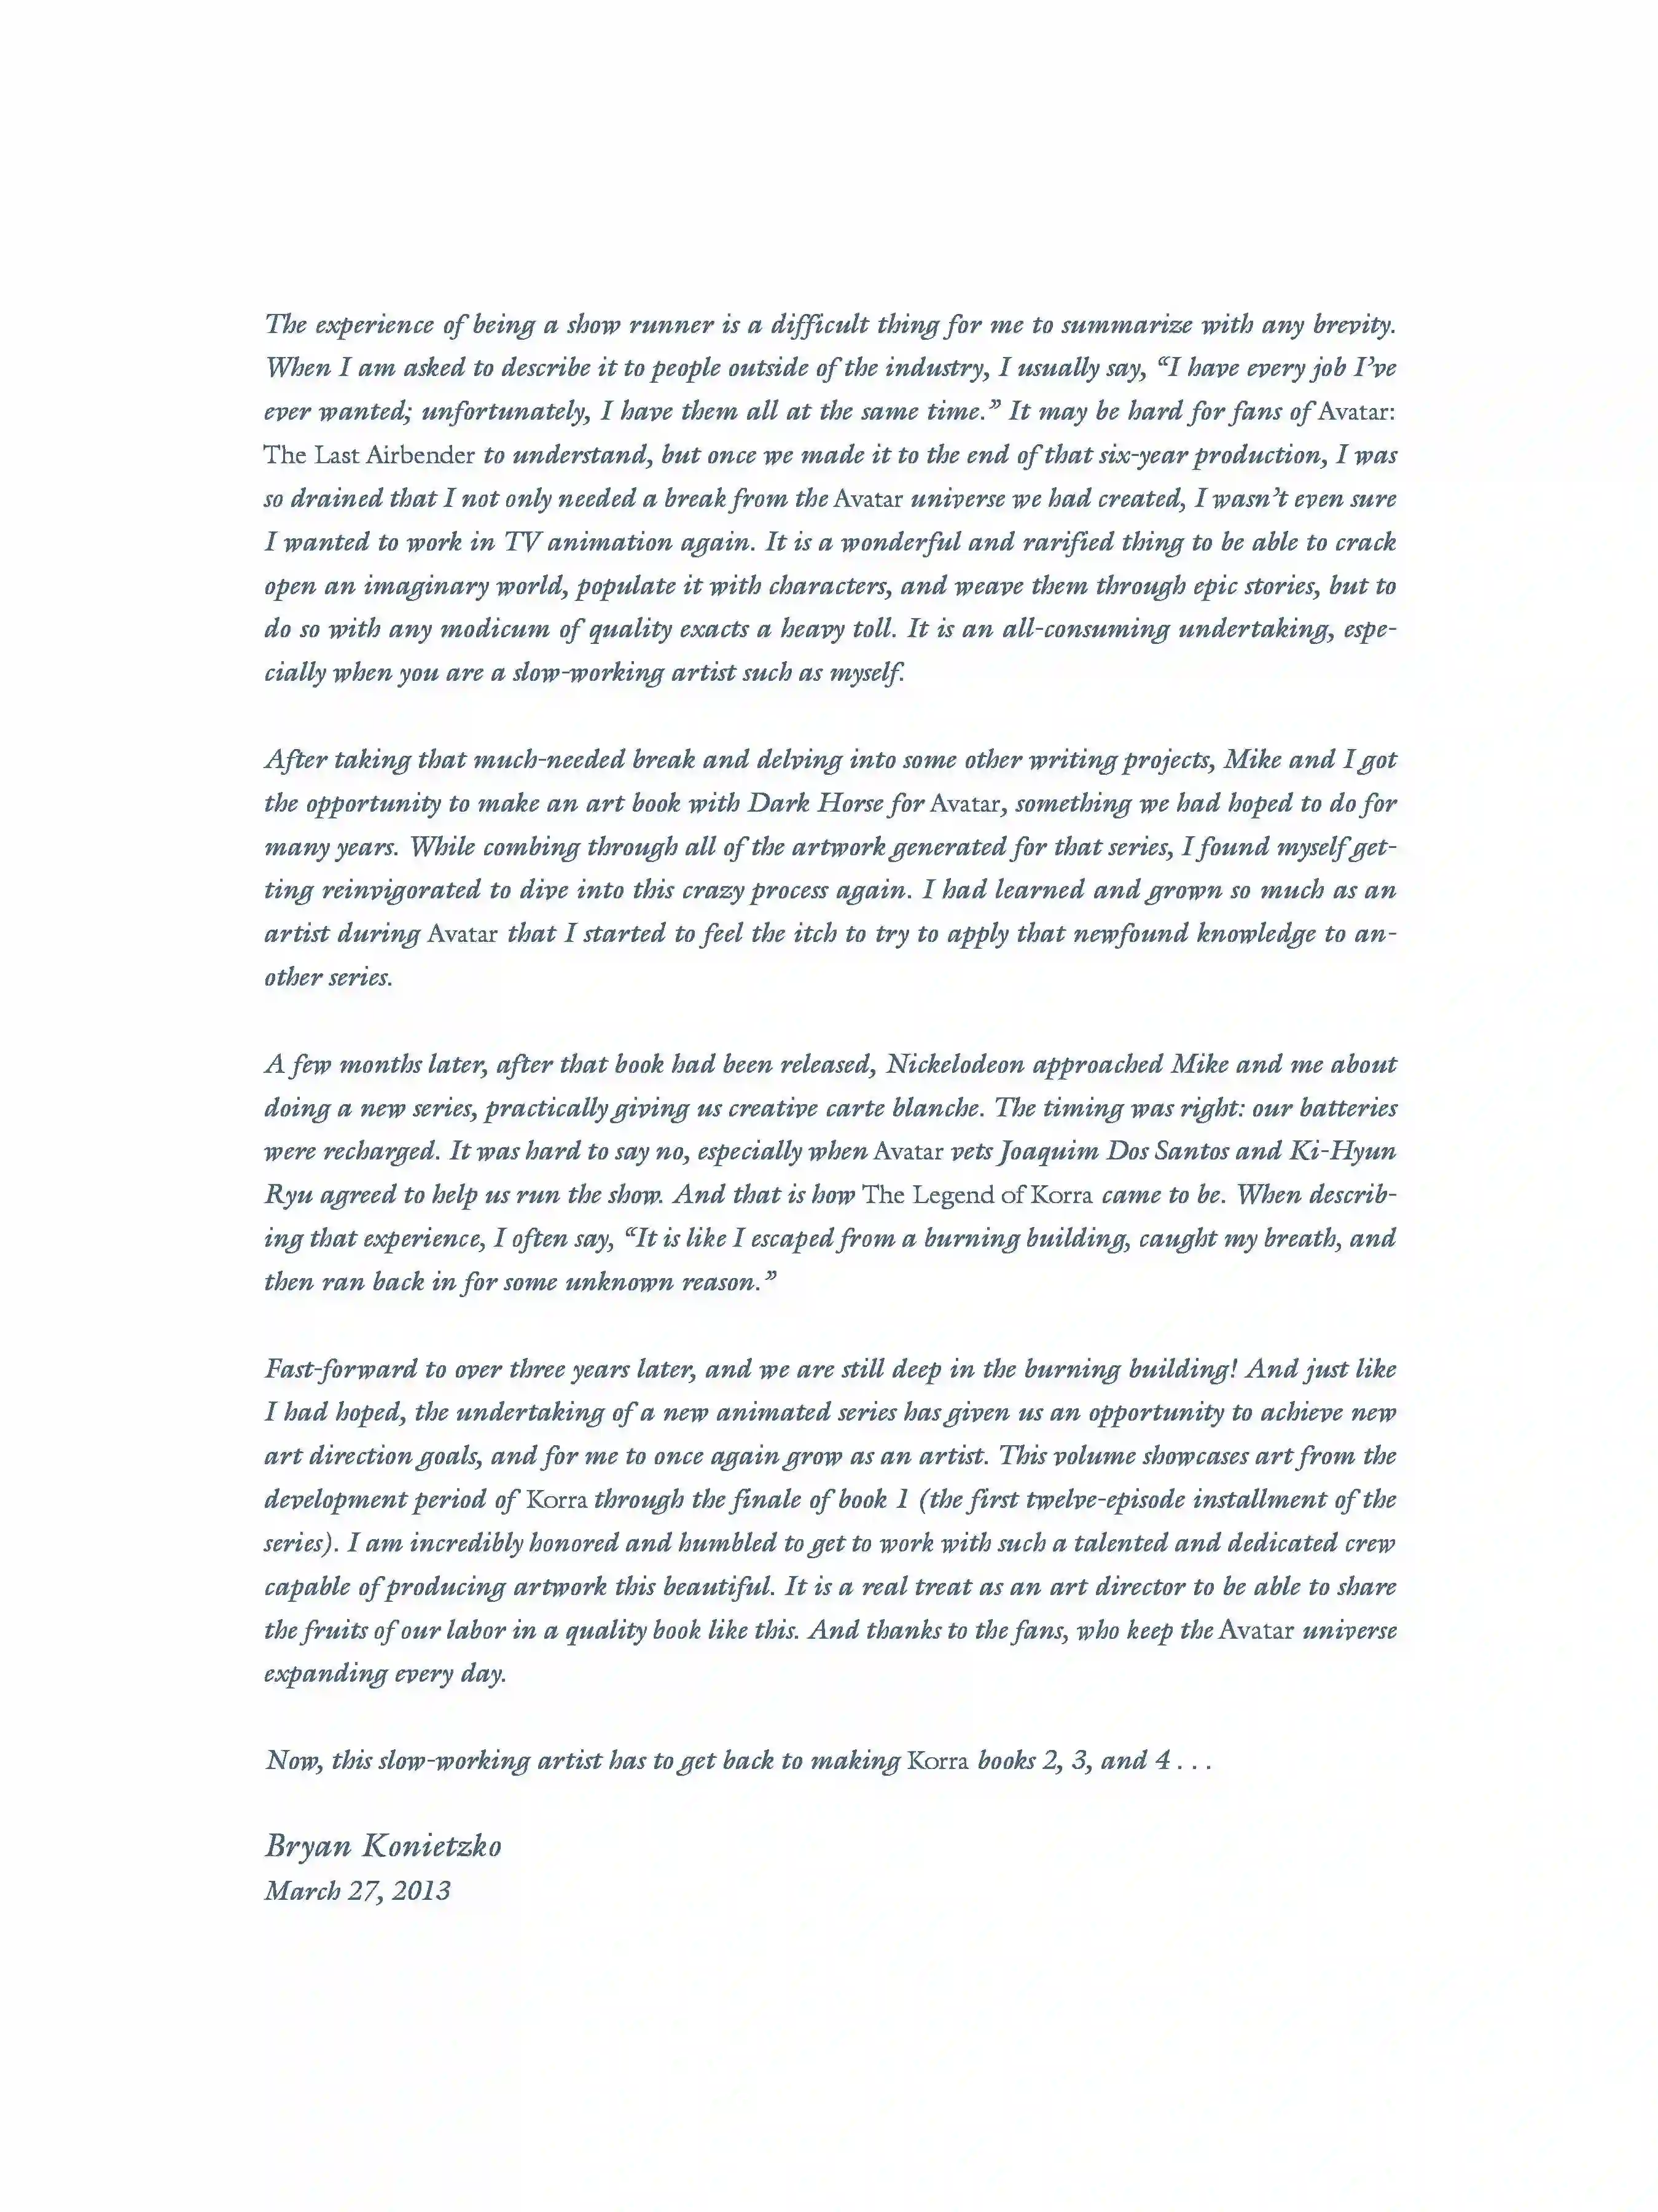 The experience of being a show runner is a difficult thing for me to summarize with any brevity.
When I am asked to describe it to people outside of the industry, I usually say, “I have every job I’ve
ever wanted; unfortunately, I have them all at the same time.” It may be hard for fans of Avatar:
The Last Airbender to understand, but once we made it to the end of that six-year production, I was
so drained that I not only needed a break from the Avatar universe we had created, I wasn’t even sure
I wanted to work in TV animation again. It is a wonderful and rarified thing to be able to crack
open an imaginary world, populate it with characters, and weave them through epic stories, but to
do so with any modicum of quality exacts a heavy toll. It is an all-consuming undertaking, espe-
cially when you are a slow-working artist such as myself.
After taking that much-needed break and delving into some other writing projects, Mike and I got
the opportunity to make an art book with Dark Horse for Avatar, something we had hoped to do for
many years. While combing through all of the artwork generated for that series, I found myself get-
ting reinvigorated to dive into this crazy process again. I had learned and grown so much as an
artist during Avatar that I started to feel the itch to try to apply that newfound knowledge to an-
other series.
A few months later, after that book had been released, Nickelodeon approached Mike and me about
doing a new series, practically giving us creative carte blanche. The timing was right: our batteries
were recharged. It was hard to say no, especially when Avatar vets Joaquim Dos Santos and Ki-Hyun
Ryu agreed to help us run the show. And that is how The Legend of Korra came to be. When describ-
ing that experience, I often say, “It is like I escaped from a burning building, caught my breath, and
then ran back in for some unknown reason.”
Fast-forward to over three years later, and we are still deep in the burning building! And just like
I had hoped, the undertaking of a new animated series has given us an opportunity to achieve new
art direction goals, and for me to once again grow as an artist. This volume showcases art from the
development period of Korra through the finale of book 1 (the first twelve-episode installment of the
series). I am incredibly honored and humbled to get to work with such a talented and dedicated crew
capable of producing artwork this beautiful. It is a real treat as an art director to be able to share
the fruits of our labor in a quality book like this. And thanks to the fans, who keep the Avatar universe
expanding every day.
Now, this slow-working artist has to get back to making Korra books 2, 3, and 4 . . .
Bryan Konietzko
March 27, 2013